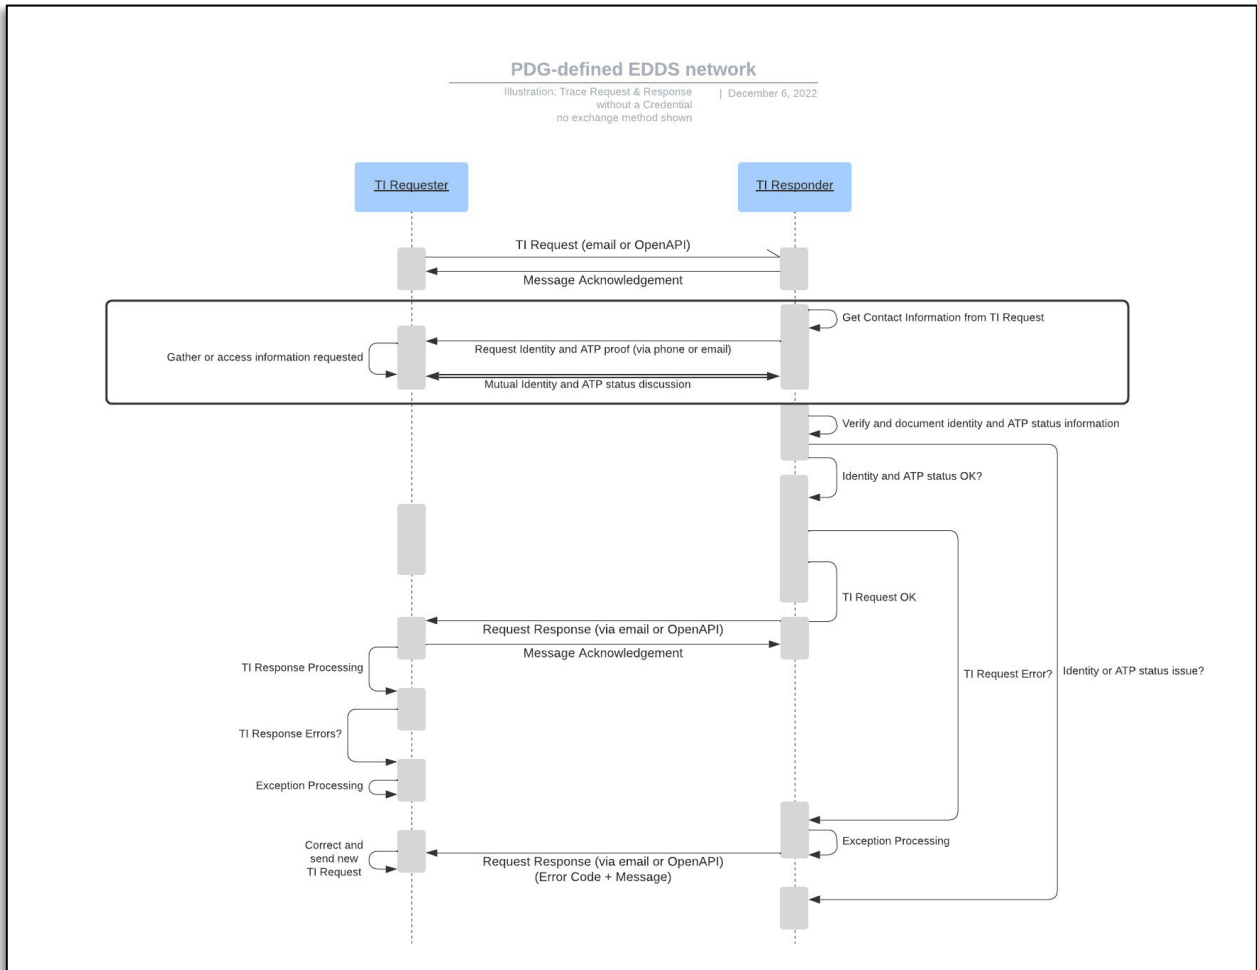 PDG-defined EDDS network
Illustration: Trace Request & Response
without a Credential
no exchange method shown
| December 6, 2022
TI Requester
TI Responder
TI Request (email or OpenAPI)
Message Acknowledgement
Get Contact Information from TI Request
Request Identity and ATP proof (via phone or email)
Gather or access information requested
Mutual Identity and ATP status discussion
Verify and document identity and ATP status information
Identity and ATP status OK?
TI Request OK
Request Response (via email or OpenAPI)
Message Acknowledgement
TI Response Processing
TI Request Error?
Identity or ATP status issue?
TI Response Errors?
Exception Processing
Exception Processing
Correct and
send new
TI Request
Request Response (via email or OpenAPI)
(Error Code + Message)